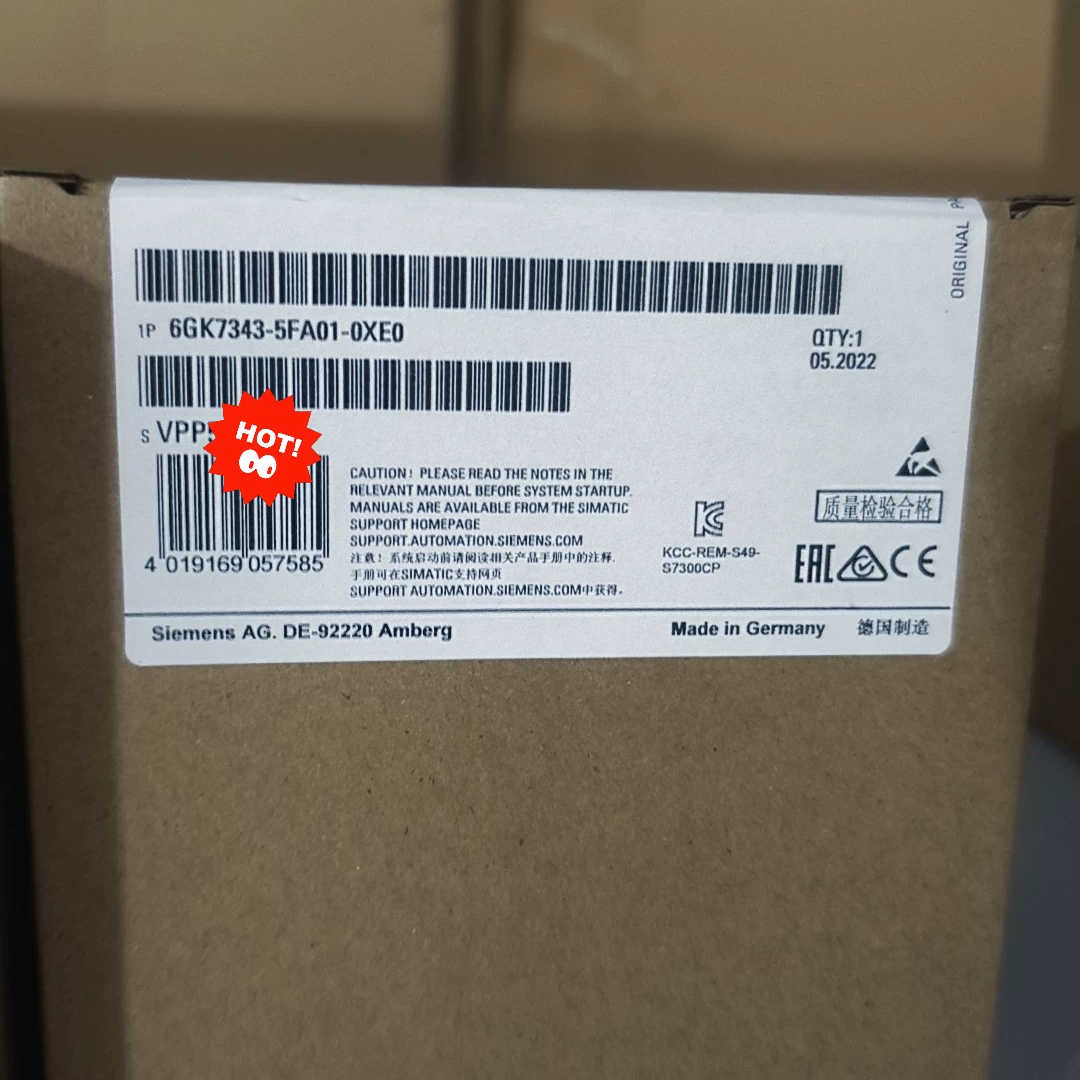 ORIGINAL
1P 6GK7343-5FA01-0XE0
QTY:1
05.2022
S VPP5
HOT!
4 019169 057585
CAUTION! PLEASE READ THE NOTES IN THE
RELEVANT MANUAL BEFORE SYSTEM STARTUP.
MANUALS ARE AVAILABLE FROM THE SIMATIC
SUPPORT HOMEPAGE
SUPPORT.AUTOMATION.SIEMENS.COM
注意! 系统启动前请阅读相关产品手册中的注释.
手册可在SIMATIC支持网页
SUPPORT AUTOMATION.SIEMENS.COM中获得。
KCC-REM-S49-
S7300CP
质量检验合格
EAC CE
Siemens AG. DE-92220 Amberg
Made in Germany 德国制造